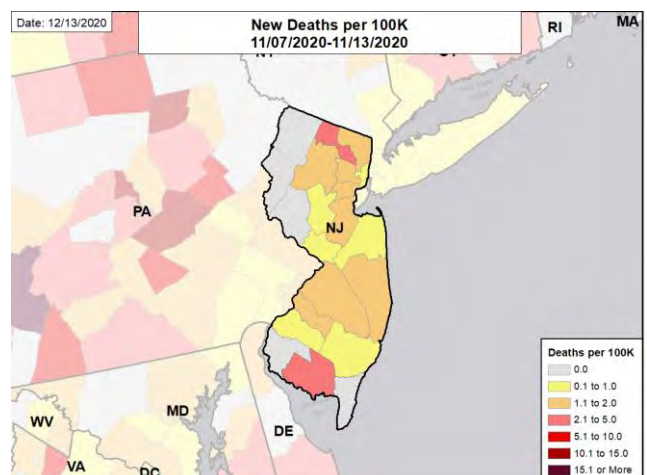 Date: 12/13/2020
New Deaths per 100K
11/07/2020-11/13/2020
RI
MA
PA
NJ
WV
MD
DE
VA
DC
Deaths per 100K
0.0
0.1 to 1.0
1.1 to 2.0
2.1 to 5.0
5.1 to 10.0
10.1 to 15.0
15.1 or More